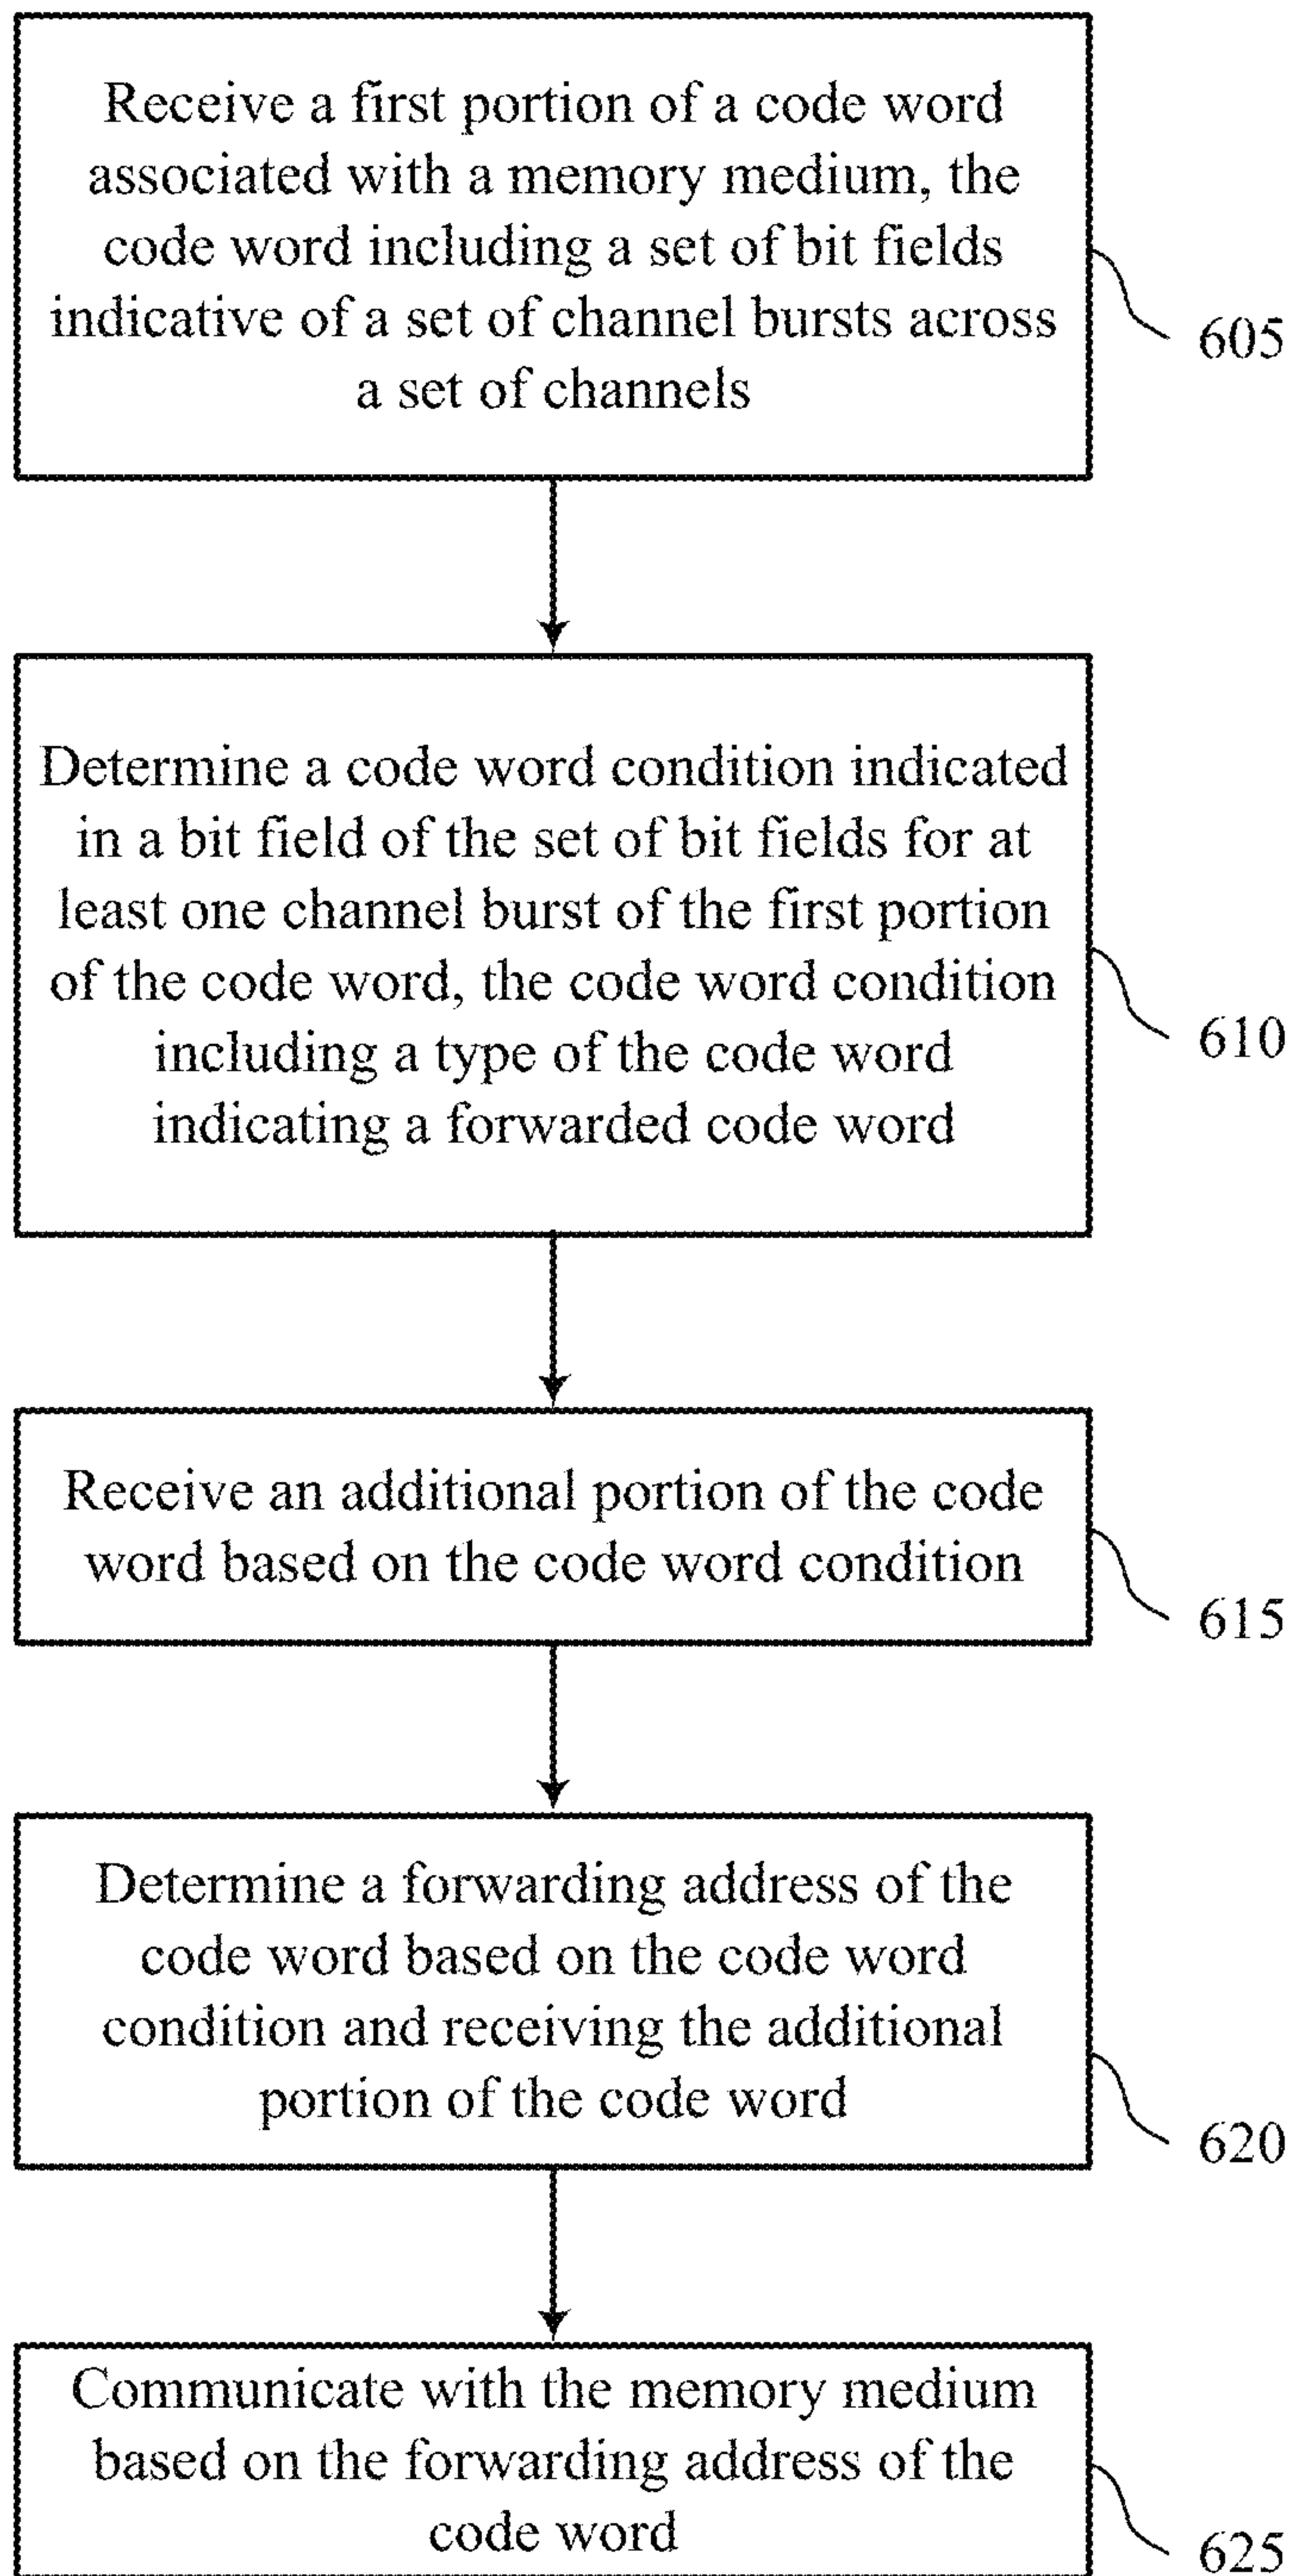 Receive a first portion of a code word
associated with a memory medium, the
code word including a set of bit fields
indicative of a set of channel bursts across
a set of channels
605
Determine a code word condition indicated
in a bit field of the set of bit fields for at
least one channel burst of the first portion
of the code word, the code word condition
including a type of the code word
indicating a forwarded code word
610
Receive an additional portion of the code
word based on the code word condition
615
Determine a forwarding address of the
code word based on the code word
condition and receiving the additional
portion of the code word
620
Communicate with the memory medium
based on the forwarding address of the
code word
625